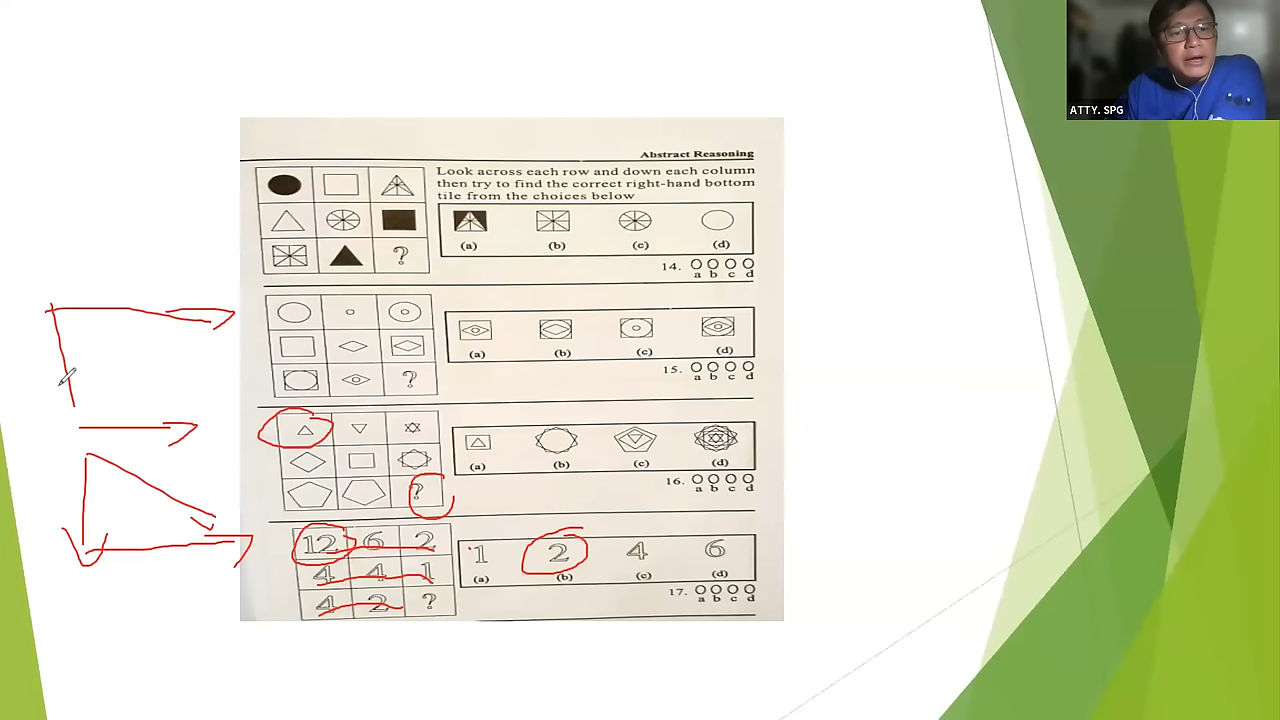 ATTY. SPG
Abstract Reasoning
Look across each row and down each column
then try to find the correct right-hand bottom
tile from the choices below
?
(a) (b) (c) (d)
14.
a b c d
?
(a) (b) (c) (d)
15.
a b c d
?
(a) (b) (c) (d)
16.
a b c d
12 6 2
4 4 1
4 2 ?
1 2 4 6
(a) (b) (c) (d)
17.
a b c d